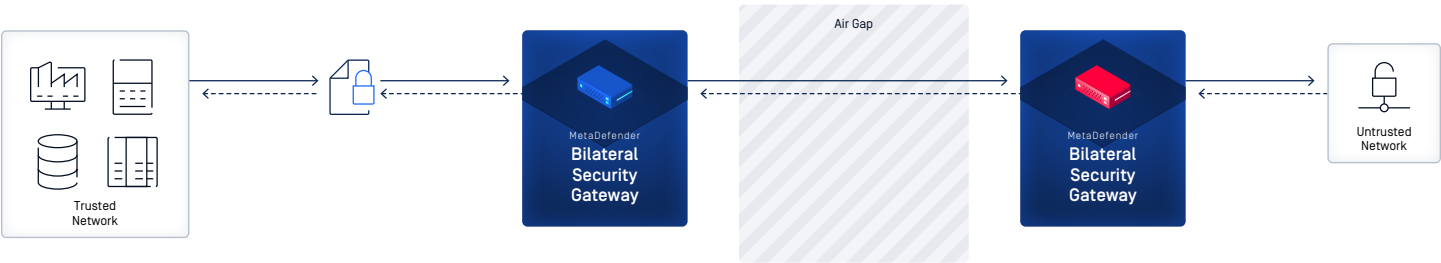 Trusted
Network
MetaDefender
Bilateral
Security
Gateway
Air Gap
MetaDefender
Bilateral
Security
Gateway
Untrusted
Network